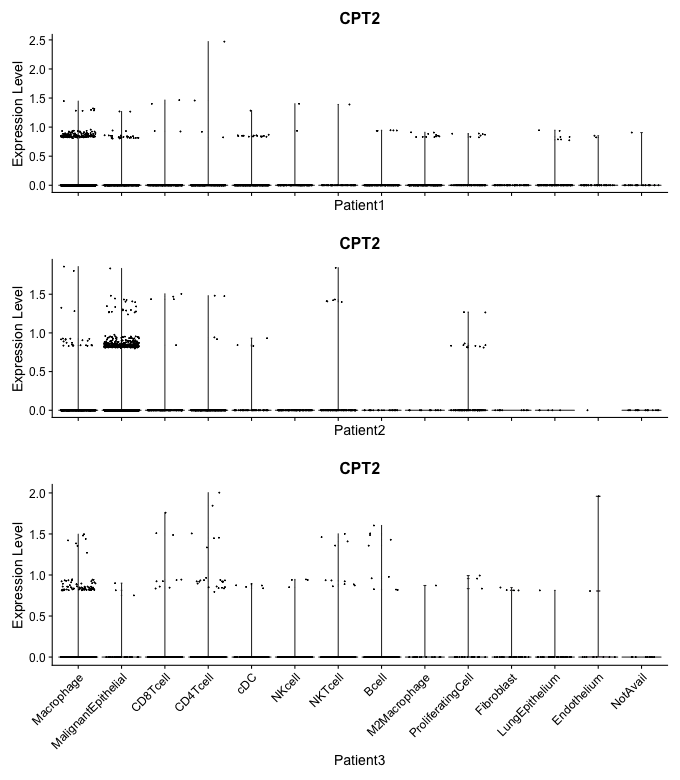 CPT2
Expression Level
2.5
2.0
1.5
1.0
0.5
0.0
Patient1
CPT2
Expression Level
1.5
1.0
0.5
0.0
Patient2
CPT2
Expression Level
2.0
1.5
1.0
0.5
0.0
Macrophage
MalignantEpithelial
CD8Tcell
CD4Tcell
cDC
NKcell
NKTcell
Bcell
M2Macrophage
ProliferatingCell
Fibroblast
LungEpithelium
Endothelium
NotAvail
Patient3